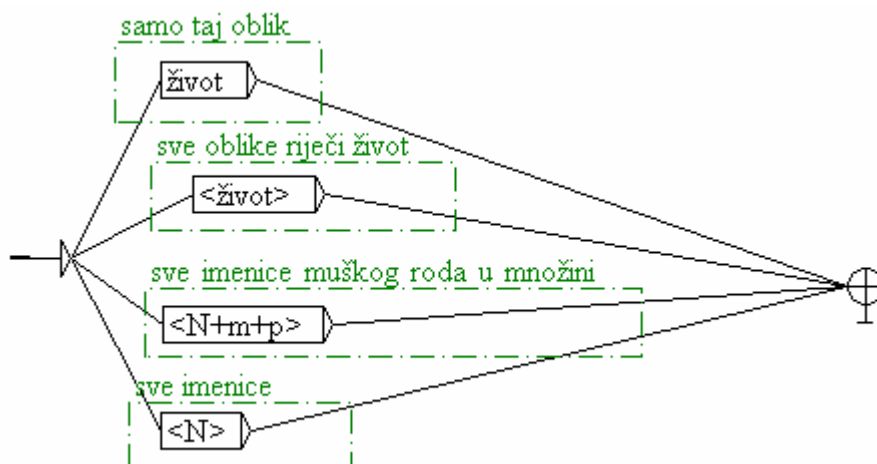 samo taj oblik
život
sve oblike riječi život
<život>
sve imenice muškog roda u množini
<N+m+p>
sve imenice
<N>